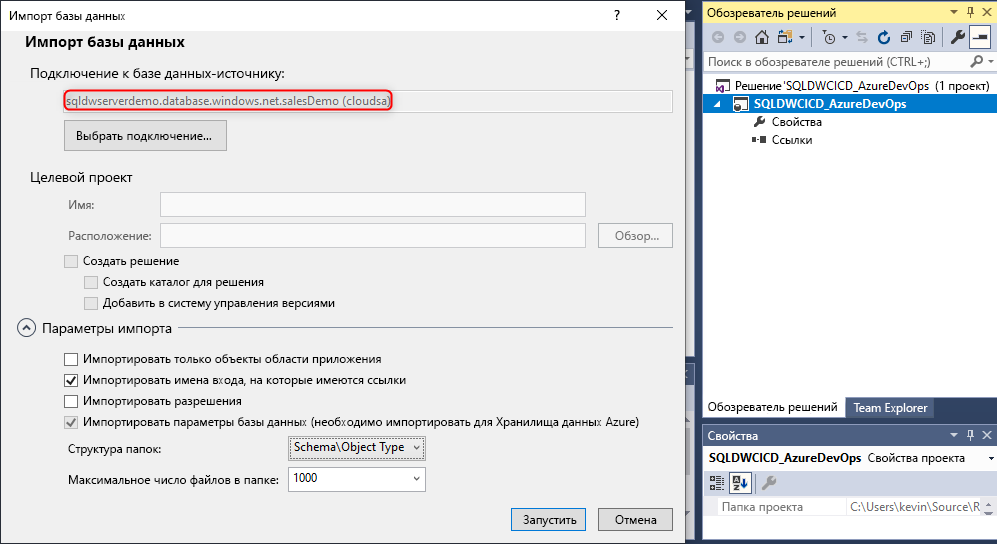 Импорт базы данных
?
Импорт базы данных
Подключение к базе данных-источнику:
sqldwserverdemo.database.windows.net.salesDemo (cloudsa)
Выбрать подключение...
Целевой проект
Имя:
Расположение:
Обзор...
Создать решение
Создать каталог для решения
Добавить в систему управления версиями
Параметры импорта
Импортировать только объекты области приложения
Импортировать имена входа, на которые имеются ссылки
Импортировать разрешения
Импортировать параметры базы данных (необходимо импортировать для Хранилища данных Azure)
Структура папок: Schema\Object Type
Максимальное число файлов в папке: 1000
Запустить Отмена
Обозреватель решений
Поиск в обозревателе решений (CTRL+;)
Решение 'SQLDWCICD_AzureDevOps (1 проект)
SQLDWCICD_AzureDevOps
Свойства
Ссылки
Обозреватель решений Team Explorer
Свойства
SQLDWCICD_AzureDevOps Свойства проекта
Папка проекта C:\Users\kevin\Source\R